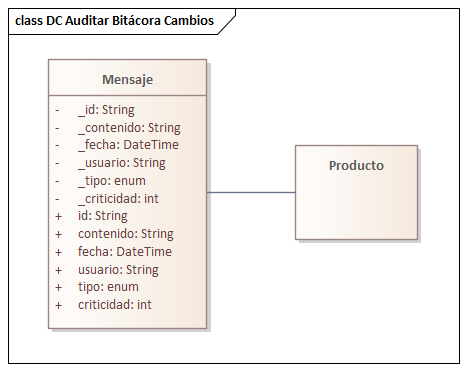 class DC Auditar Bitácora Cambios
Mensaje
- _id: String
- _contenido: String
- _fecha: DateTime
- _usuario: String
- _tipo: enum
- _criticidad: int
+ id: String
+ contenido: String
+ fecha: DateTime
+ usuario: String
+ tipo: enum
+ criticidad: int
Producto